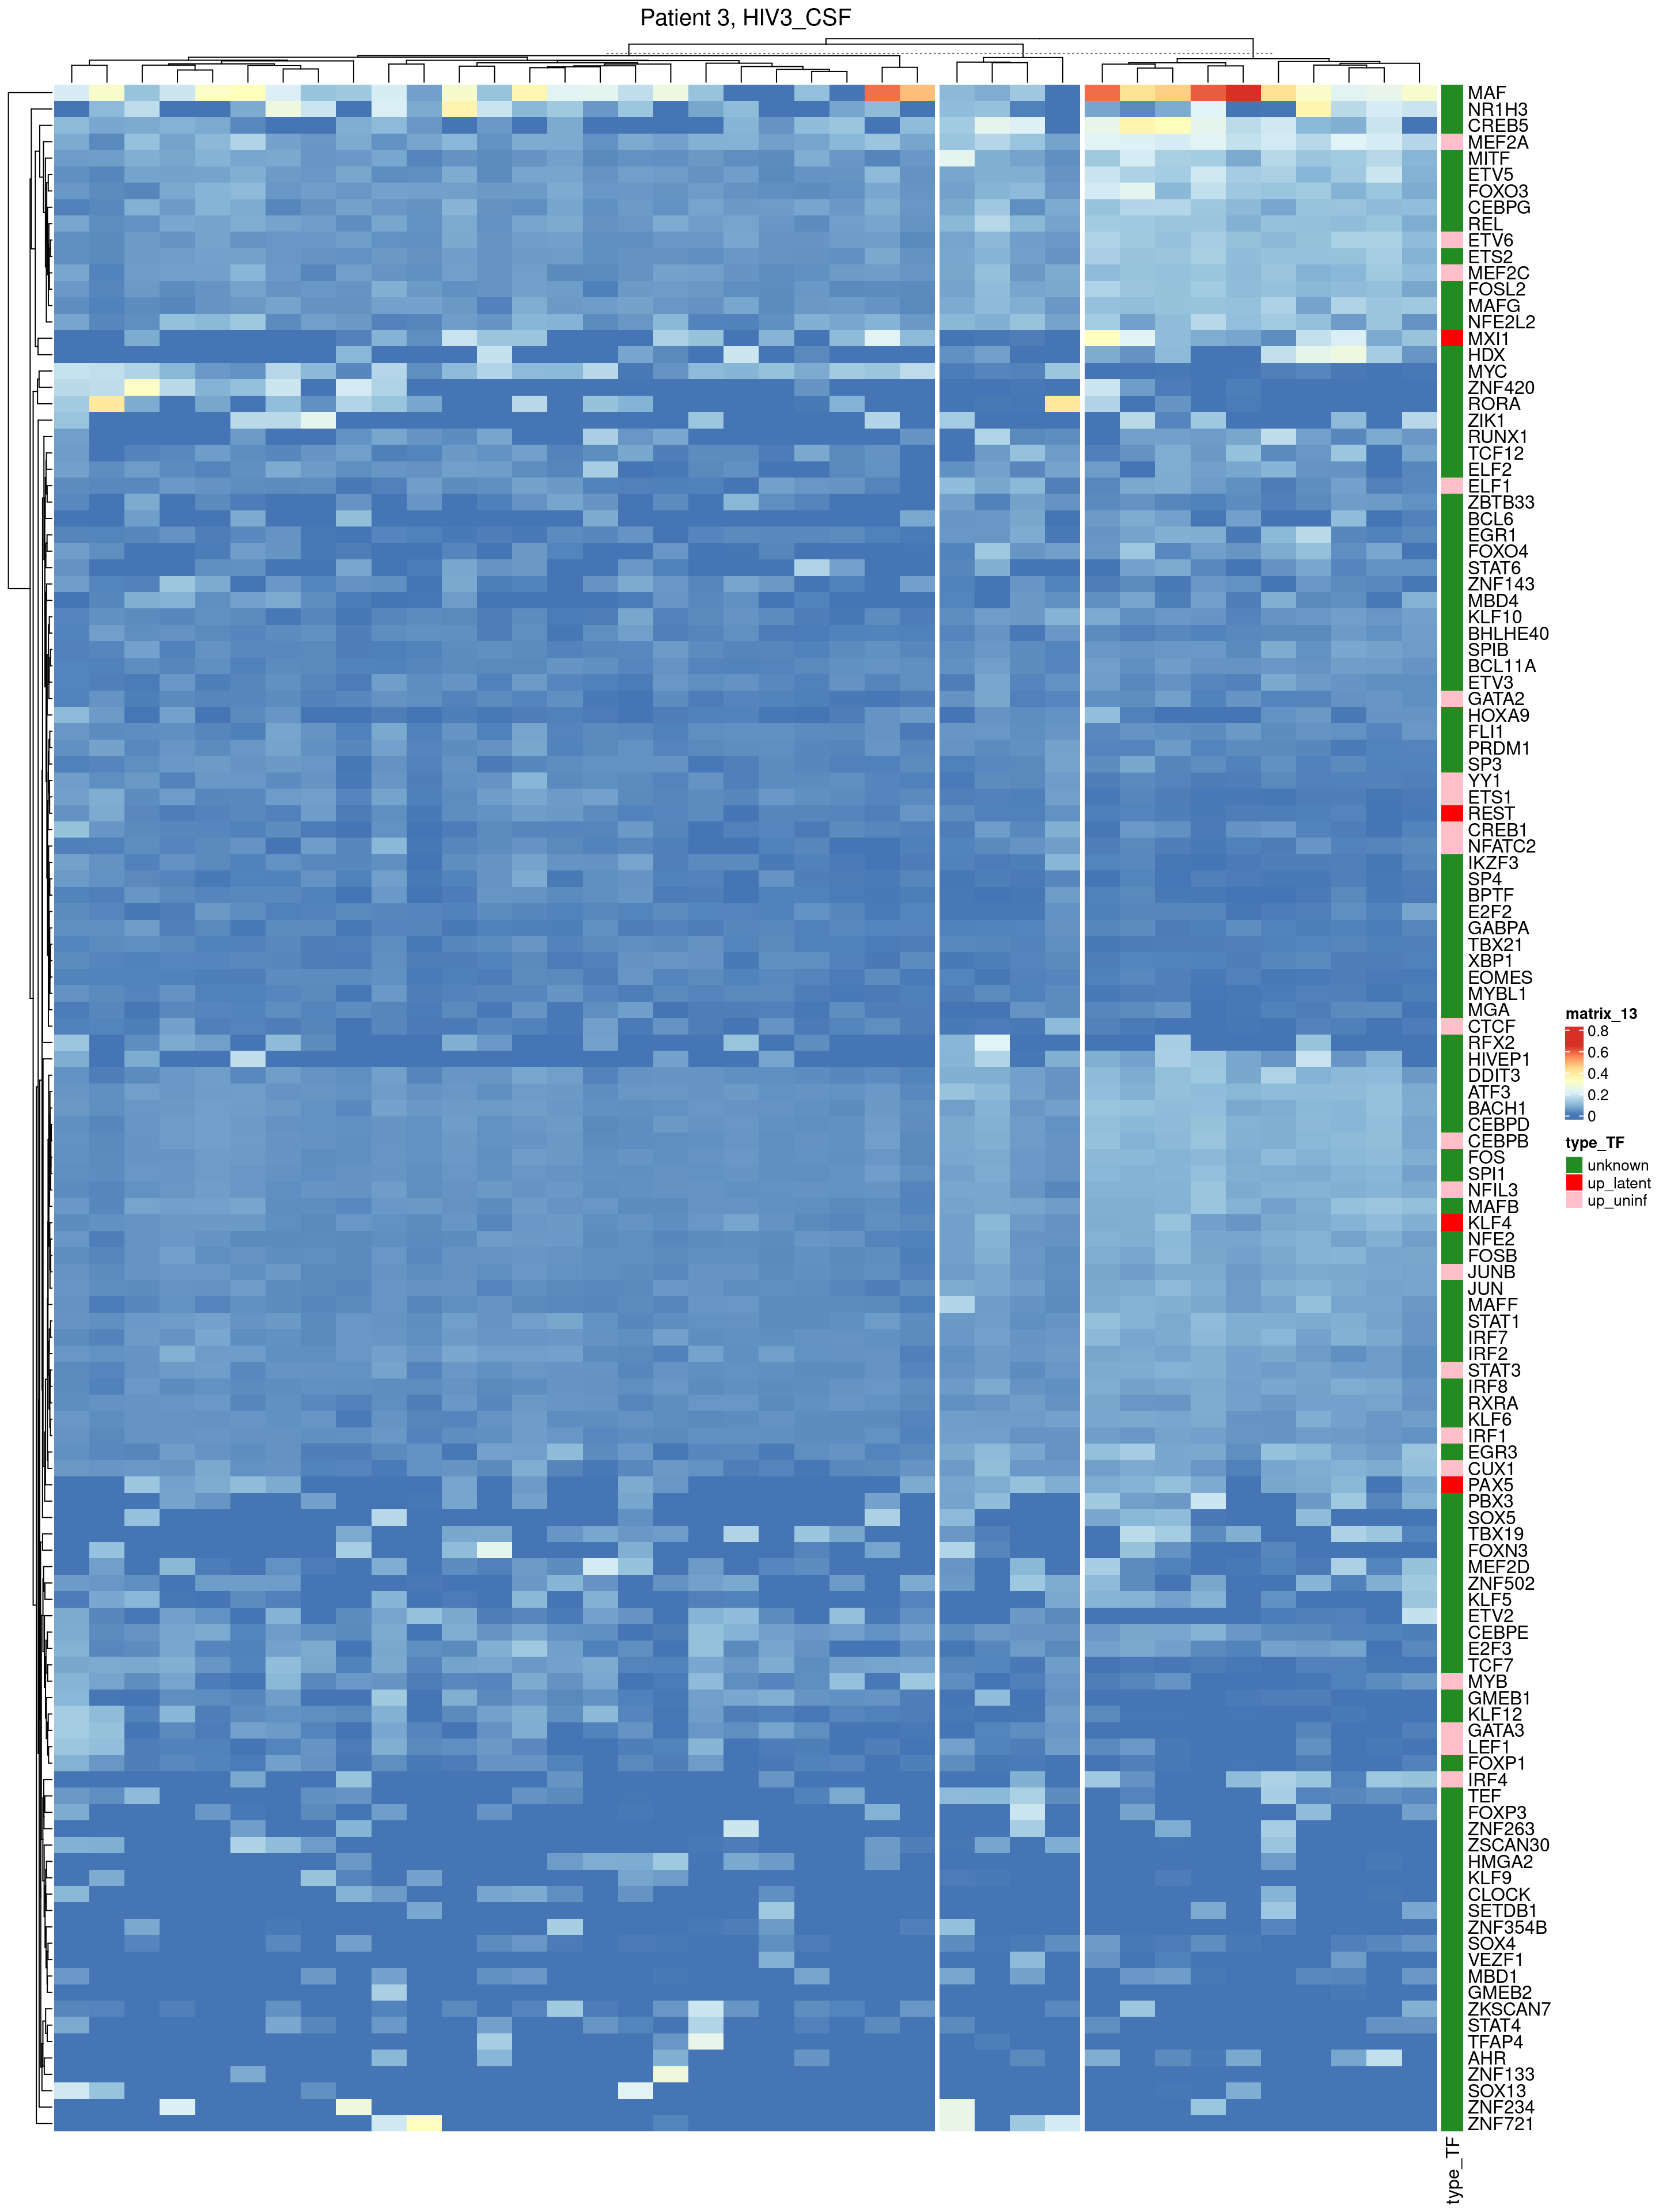 Patient 3, HIV3_CSF
MAF
NR1H3
CREB5
MEF2A
MITF
ETV5
FOXO3
CEBPG
REL
ETV6
ETS2
MEF2C
FOSL2
MAFG
NFE2L2
MXI1
HDX
MYC
ZNF420
RORA
ZIK1
RUNX1
TCF12
ELF2
ELF1
ZBTB33
BCL6
EGR1
FOXO4
STAT6
ZNF143
MBD4
KLF10
BHLHE40
SPIB
BCL11A
ETV3
GATA2
HOXA9
FLI1
PRDM1
SP3
YY1
ETS1
REST
CREB1
NFATC2
IKZF3
SP4
BPTF
E2F2
GABPA
TBX21
XBP1
EOMES
MYBL1
MGA
CTCF
RFX2
HIVEP1
DDIT3
ATF3
BACH1
CEBPD
CEBPB
FOS
SPI1
NFIL3
MAFB
KLF4
NFE2
FOSB
JUNB
JUN
MAFF
STAT1
IRF7
IRF2
STAT3
IRF8
RXRA
KLF6
IRF1
EGR3
CUX1
PAX5
PBX3
SOX5
TBX19
FOXN3
MEF2D
ZNF502
KLF5
ETV2
CEBPE
E2F3
TCF7
MYB
GMEB1
KLF12
GATA3
LEF1
FOXP1
IRF4
TEF
FOXP3
ZNF263
ZSCAN30
HMGA2
KLF9
CLOCK
SETDB1
ZNF354B
SOX4
VEZF1
MBD1
GMEB2
ZKSCAN7
STAT4
TFAP4
AHR
ZNF133
SOX13
ZNF234
ZNF721
type_TF
matrix_13
0.8
0.6
0.4
0.2
0
type_TF
unknown
up_latent
up_uninf